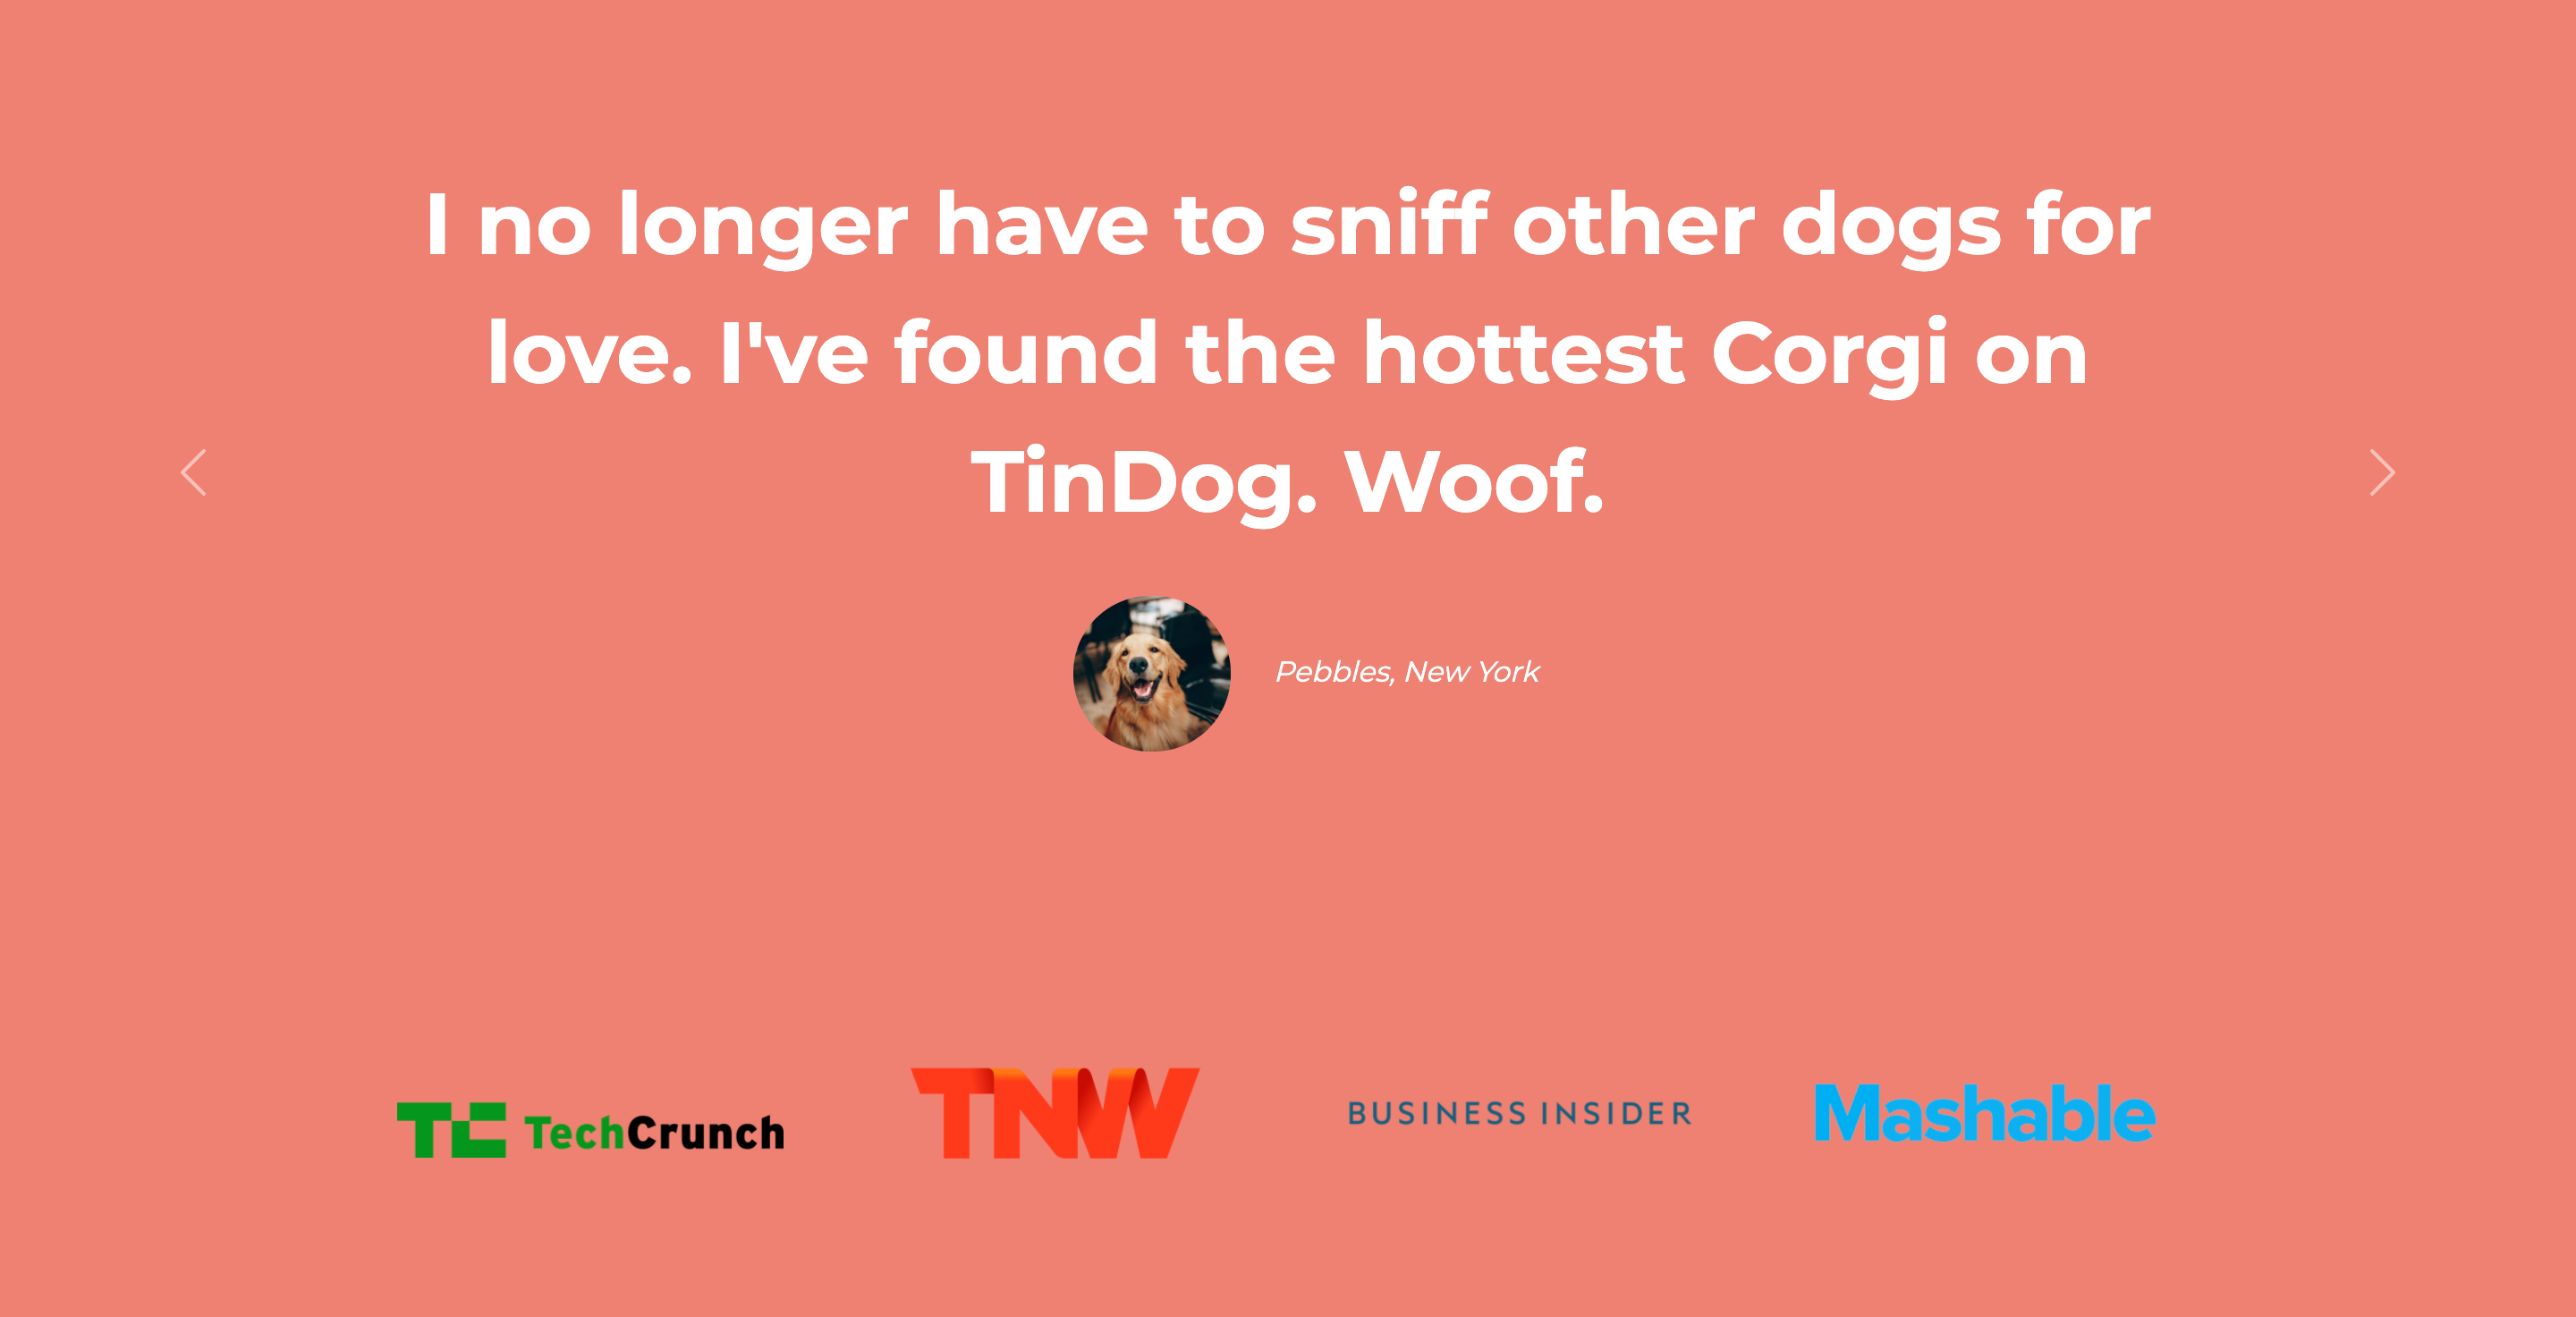 I no longer have to sniff other dogs for
love. I've found the hottest Corgi on
TinDog. Woof.
Pebbles, New York
TC TechCrunch
TNW
BUSINESS INSIDER
Mashable